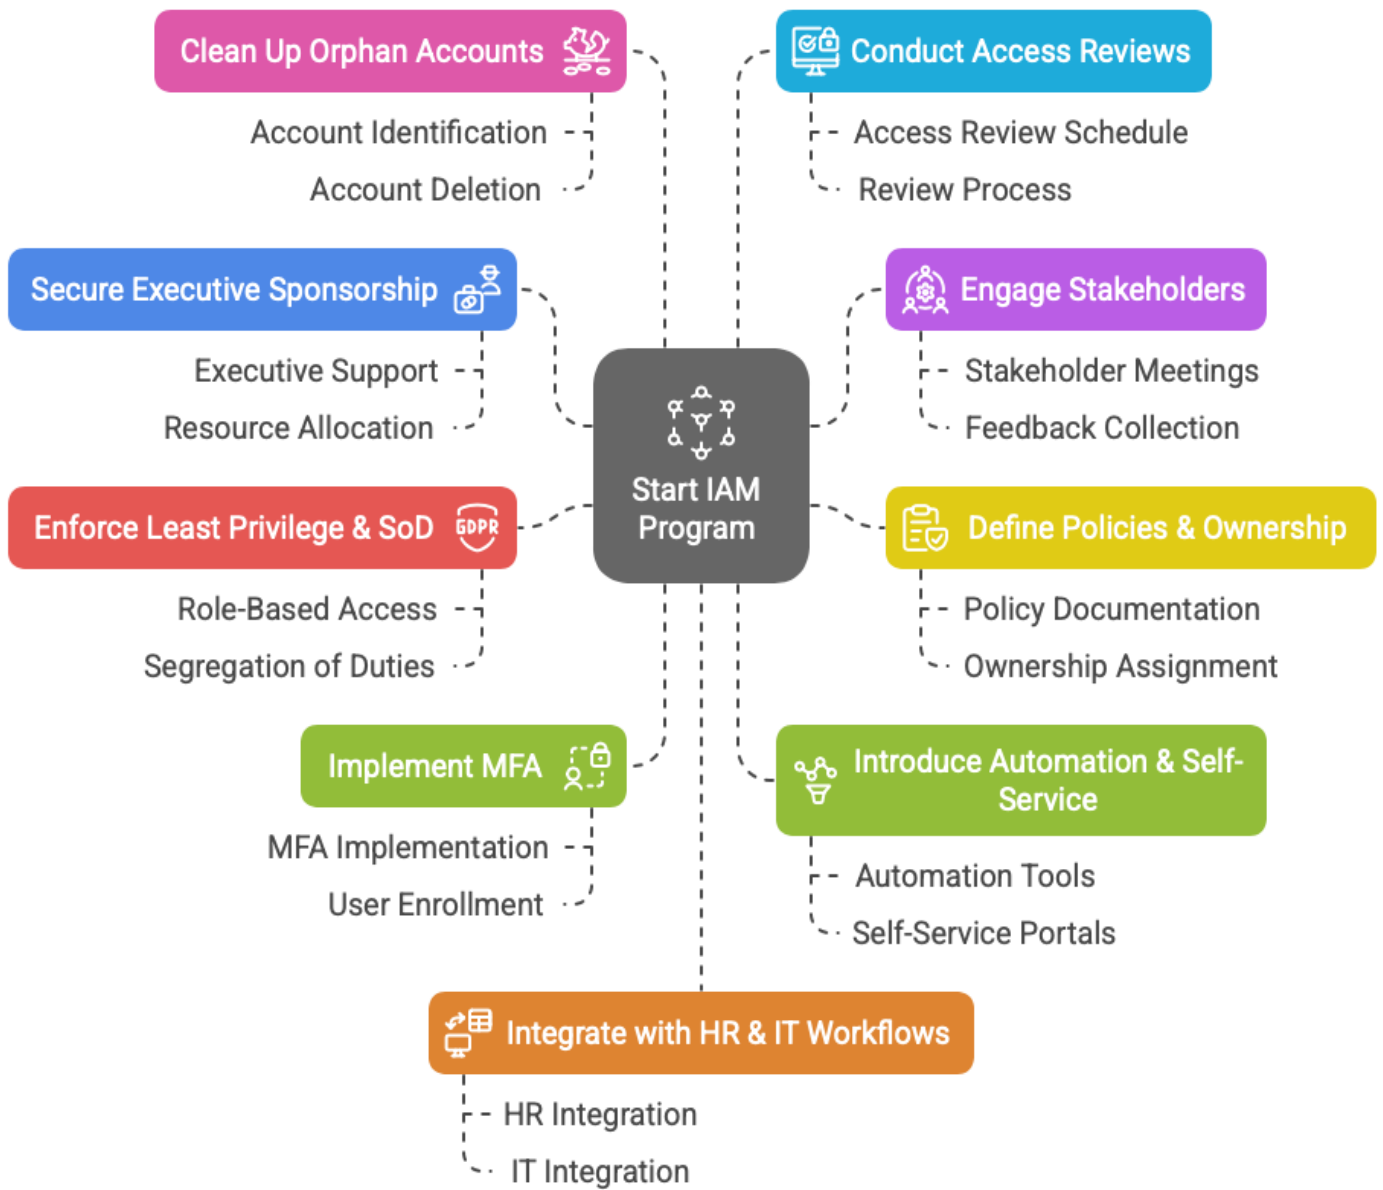 Clean Up Orphan Accounts
Account Identification
Account Deletion
Conduct Access Reviews
Access Review Schedule
Review Process
Secure Executive Sponsorship
Executive Support
Resource Allocation
Engage Stakeholders
Stakeholder Meetings
Feedback Collection
Start IAM
Program
Enforce Least Privilege & SoD
GDPR
Role-Based Access
Segregation of Duties
Define Policies & Ownership
Policy Documentation
Ownership Assignment
Implement MFA
MFA Implementation
User Enrollment
Introduce Automation & Self-
Service
Automation Tools
Self-Service Portals
Integrate with HR & IT Workflows
HR Integration
IT Integration